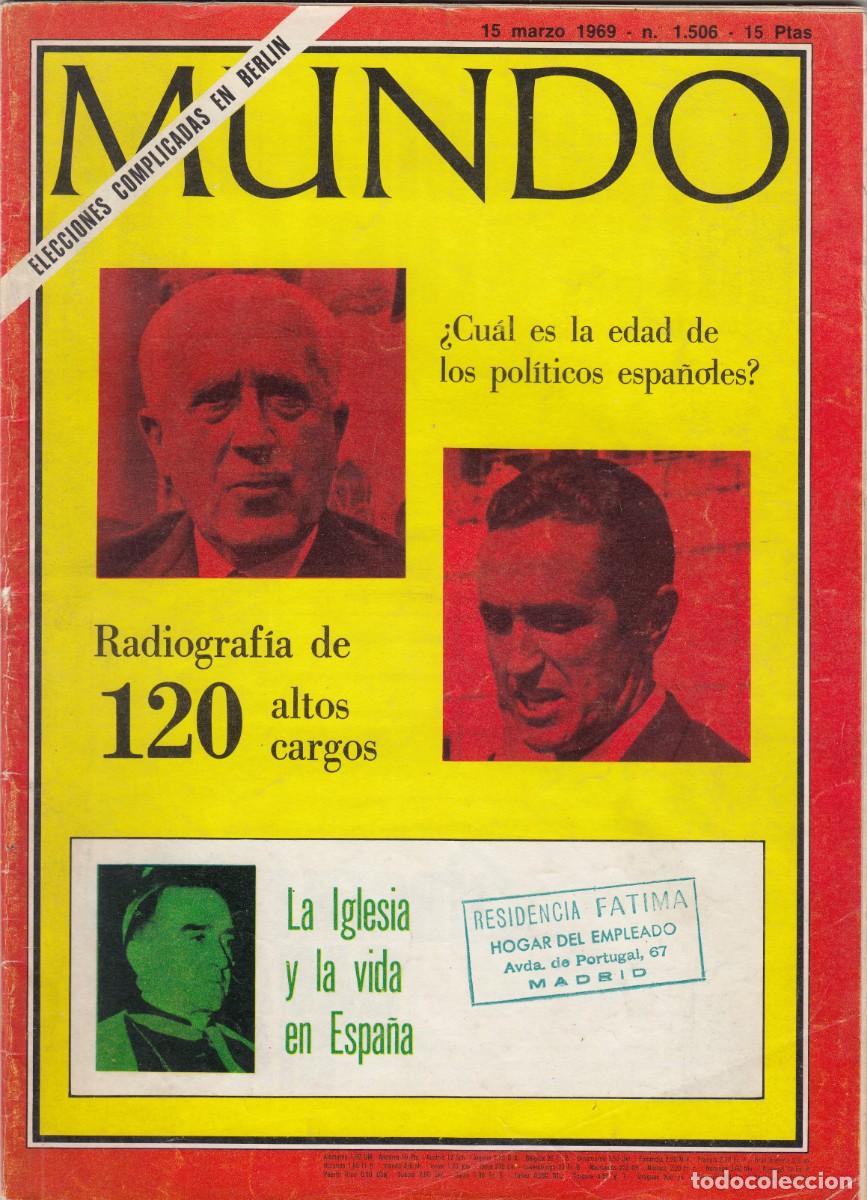 15 marzo 1969 - n. 1.506 - 15 Ptas
ELECCIONES COMPLICADAS EN BERLIN
MUNDO
¿Cuál es la edad de
los políticos españoles?
Radiografía de
120 altos
cargos
La Iglesia
y la vida
en España
RESIDENCIA FATIMA
HOGAR DEL EMPLEADO
Avda. de Portugal, 67
MADRID
todocoleccion